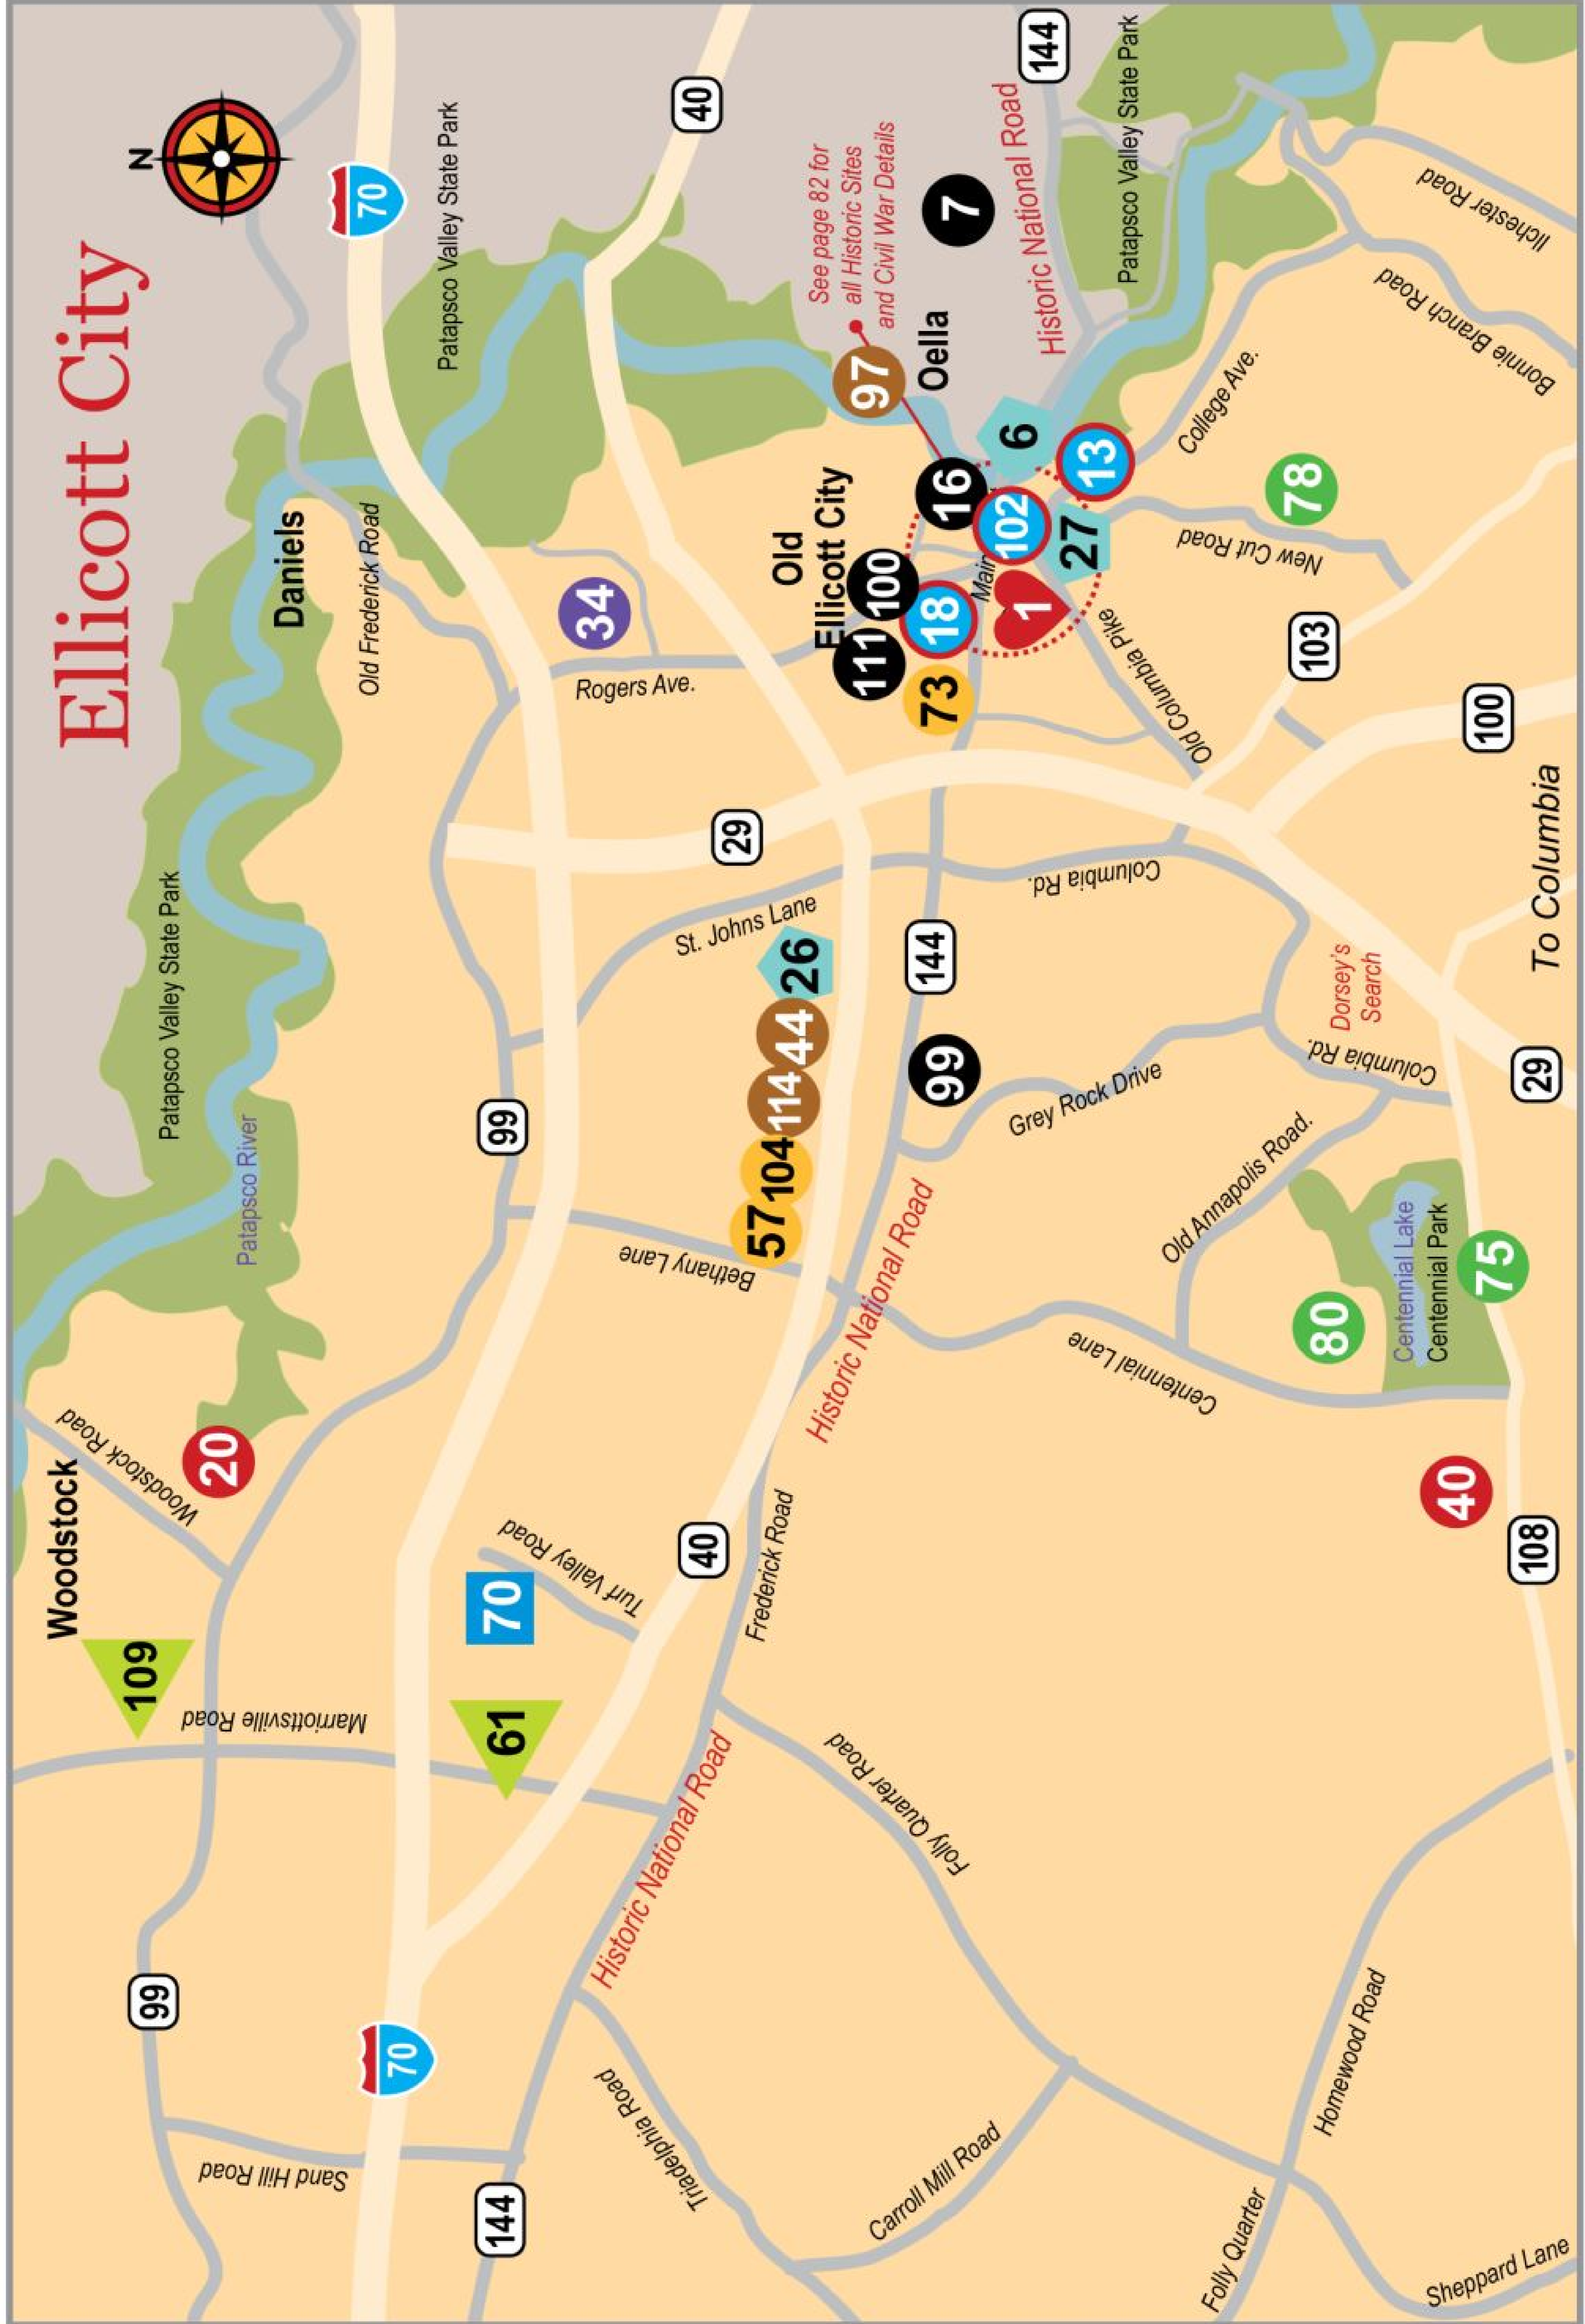 Ellicott City
N
Woodstock
109
20
Woodstock Road
Patapsco Valley State Park
Patapsco River
99
Marriottsville Road
Sand Hill Road
Daniels
Old Frederick Road
70
Patapsco Valley State Park
70
99
61
70
Turf Valley Road
34
Rogers Ave.
40
144
Triadelphia Road
Historic National Road
40
Frederick Road
Bethany Lane
57
104
114
44
26
St. Johns Lane
29
Old
Ellicott City
See page 82 for
all Historic Sites
and Civil War Details
97
Oella
7
Historic National Road
144
Patapsco Valley State Park
111
100
73
18
16
102
6
1
27
13
Main
Historic National Road
99
144
Columbia Rd.
Grey Rock Drive
Folly Quarter Road
Carroll Mill Road
Centennial Lane
Old Annapolis Road.
Old Columbia Pike
College Ave.
New Cut Road
78
Bonnie Branch Road
Ilchester Road
103
100
Dorsey's
Search
Columbia Rd.
80
Centennial Lake
Centennial Park
75
40
108
29
To Columbia
Homewood Road
Folly Quarter
Sheppard Lane